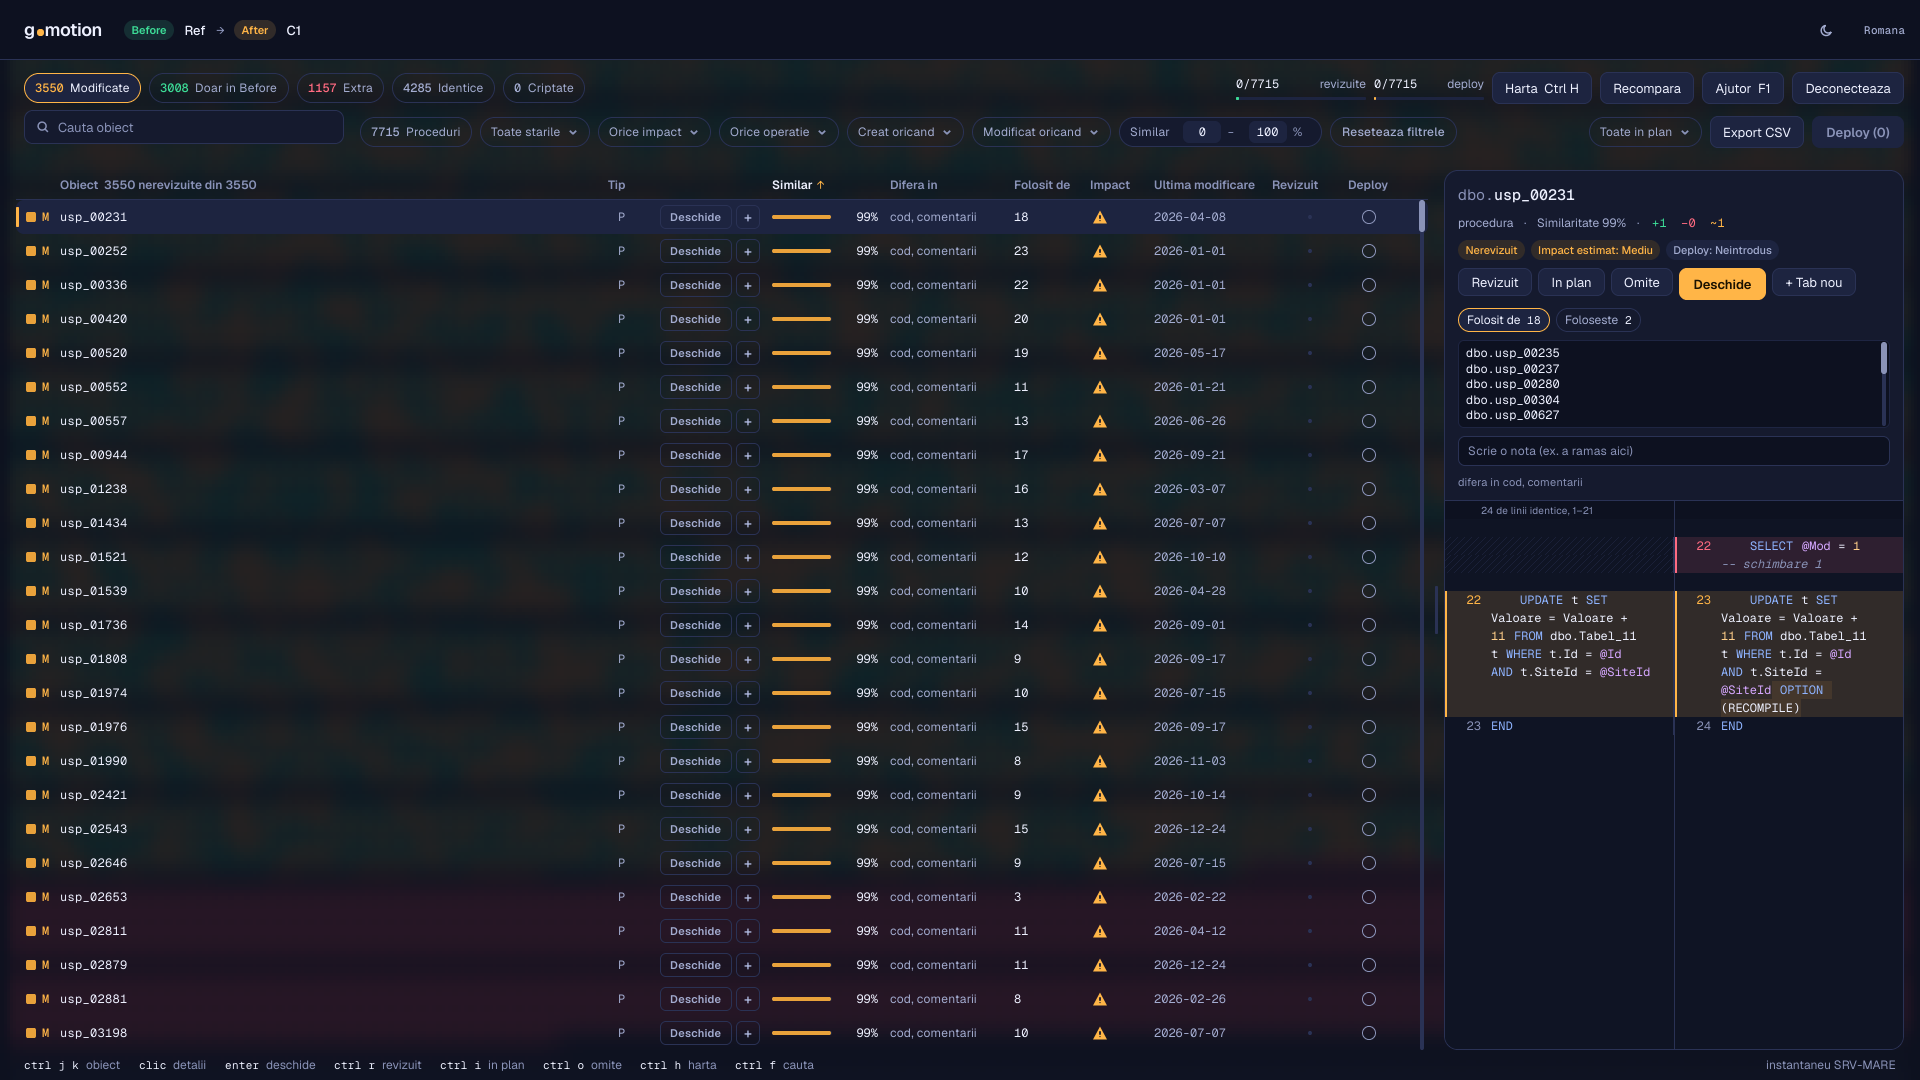 gomotion Before Ref → After C1 Romana
3550 Modificate 3008 Doar in Before 1157 Extra 4285 Identice 0 Criptate 0/7715 revizuite 0/7715 deploy Harta Ctrl H Recompara Ajutor F1 Deconecteaza
Cauta obiect 7715 Proceduri Toate starile Orice impact Orice operatie Creat oricand Modificat oricand Similar 0 – 100 % Reseteaza filtrele Toate in plan Export CSV Deploy (0)
Obiect 3550 nerevizuite din 3550 Tip Similar ↑ Difera in Folosit de Impact Ultima modificare Revizuit Deploy
M usp_00231 P Deschide + 99% cod, comentarii 18 2026-04-08
M usp_00252 P Deschide + 99% cod, comentarii 23 2026-01-01
M usp_00336 P Deschide + 99% cod, comentarii 22 2026-01-01
M usp_00420 P Deschide + 99% cod, comentarii 20 2026-01-01
M usp_00520 P Deschide + 99% cod, comentarii 19 2026-05-17
M usp_00552 P Deschide + 99% cod, comentarii 11 2026-01-21
M usp_00557 P Deschide + 99% cod, comentarii 13 2026-06-26
M usp_00944 P Deschide + 99% cod, comentarii 17 2026-09-21
M usp_01238 P Deschide + 99% cod, comentarii 16 2026-03-07
M usp_01434 P Deschide + 99% cod, comentarii 13 2026-07-07
M usp_01521 P Deschide + 99% cod, comentarii 12 2026-10-10
M usp_01539 P Deschide + 99% cod, comentarii 10 2026-04-28
M usp_01736 P Deschide + 99% cod, comentarii 14 2026-09-01
M usp_01808 P Deschide + 99% cod, comentarii 9 2026-09-17
M usp_01974 P Deschide + 99% cod, comentarii 10 2026-07-15
M usp_01976 P Deschide + 99% cod, comentarii 15 2026-09-17
M usp_01990 P Deschide + 99% cod, comentarii 8 2026-11-03
M usp_02421 P Deschide + 99% cod, comentarii 9 2026-10-14
M usp_02543 P Deschide + 99% cod, comentarii 15 2026-12-24
M usp_02646 P Deschide + 99% cod, comentarii 9 2026-07-15
M usp_02653 P Deschide + 99% cod, comentarii 3 2026-02-22
M usp_02811 P Deschide + 99% cod, comentarii 11 2026-04-12
M usp_02879 P Deschide + 99% cod, comentarii 11 2026-12-24
M usp_02881 P Deschide + 99% cod, comentarii 8 2026-02-26
M usp_03198 P Deschide + 99% cod, comentarii 10 2026-07-07
dbo.usp_00231
procedura · Similaritate 99% · +1 −0 ~1
Nerevizuit Impact estimat: Mediu Deploy: Neintrodus
Revizuit In plan Omite Deschide + Tab nou
Folosit de 18 Foloseste 2
dbo.usp_00235
dbo.usp_00237
dbo.usp_00280
dbo.usp_00304
dbo.usp_00627
Scrie o nota (ex. a ramas aici)
difera in cod, comentarii
24 de linii identice, 1–21
22 SELECT @Mod = 1
-- schimbare 1
22 UPDATE t SET
Valoare = Valoare +
11 FROM dbo.Tabel_11
t WHERE t.Id = @Id
AND t.SiteId = @SiteId
23 END
23 UPDATE t SET
Valoare = Valoare +
11 FROM dbo.Tabel_11
t WHERE t.Id = @Id
AND t.SiteId =
@SiteId OPTION
(RECOMPILE)
24 END
ctrl j k obiect clic detalii enter deschide ctrl r revizuit ctrl i in plan ctrl o omite ctrl h harta ctrl f cauta instantaneu SRV-MARE